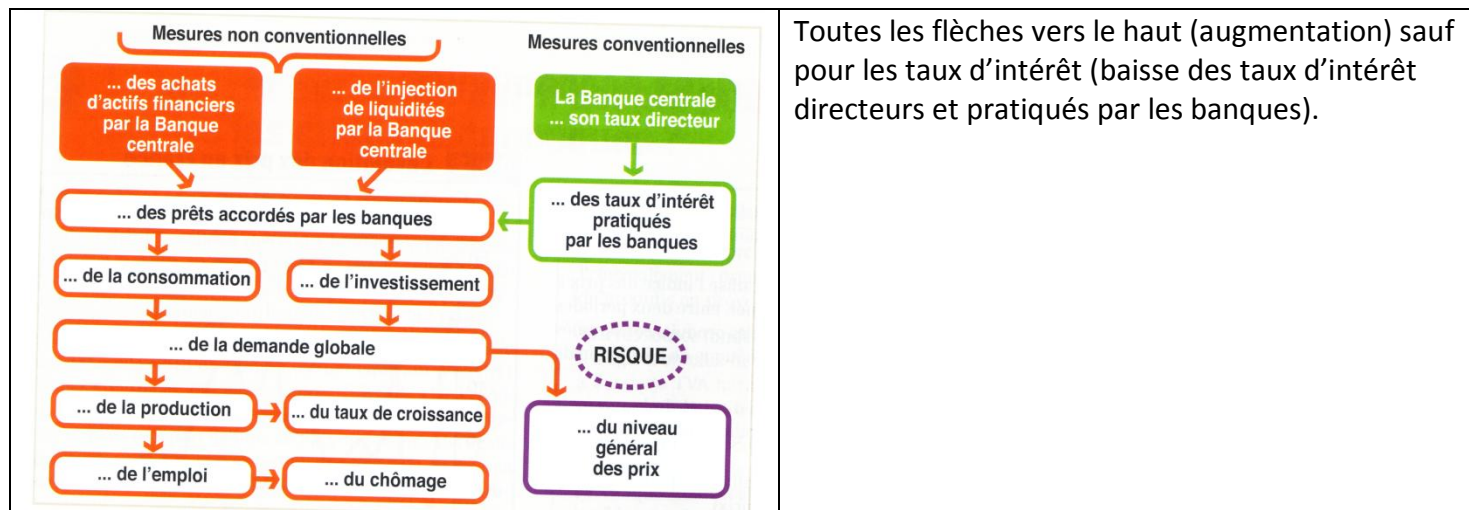 Mesures non conventionnelles
Mesures conventionnelles
... des achats
d'actifs financiers
par la Banque
centrale
... de l'injection
de liquidités
par la Banque
centrale
La Banque centrale
... son taux directeur
... des prêts accordés par les banques
... des taux d'intérêt
pratiqués
par les banques
... de la consommation
... de l'investissement
... de la demande globale
RISQUE
... de la production
... du taux de croissance
... du niveau
général
des prix
... de l'emploi
... du chômage
Toutes les flèches vers le haut (augmentation) sauf
pour les taux d’intérêt (baisse des taux d’intérêt
directeurs et pratiqués par les banques).